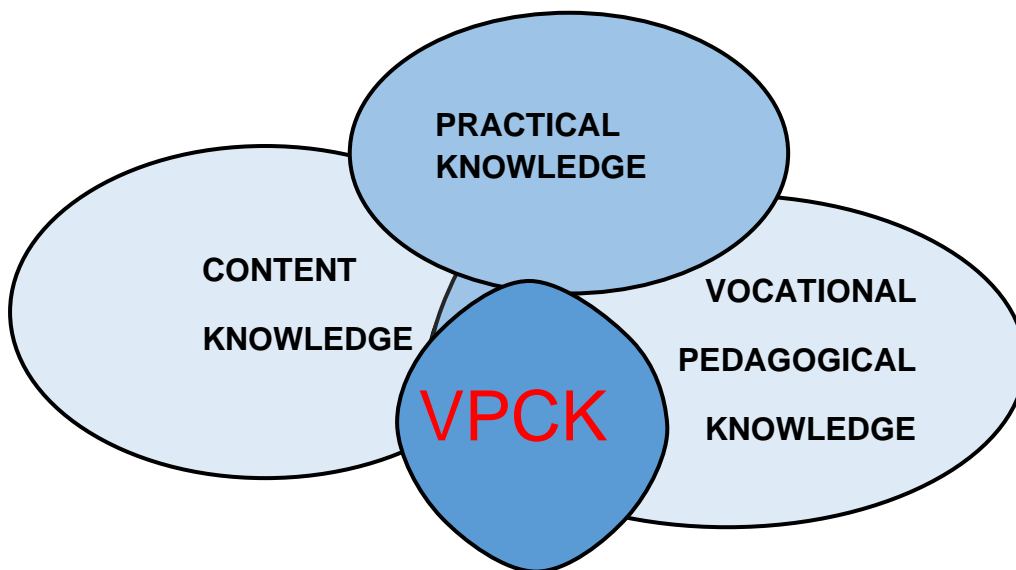 PRACTICAL
KNOWLEDGE
CONTENT
KNOWLEDGE
VOCATIONAL
PEDAGOGICAL
KNOWLEDGE
VPCK